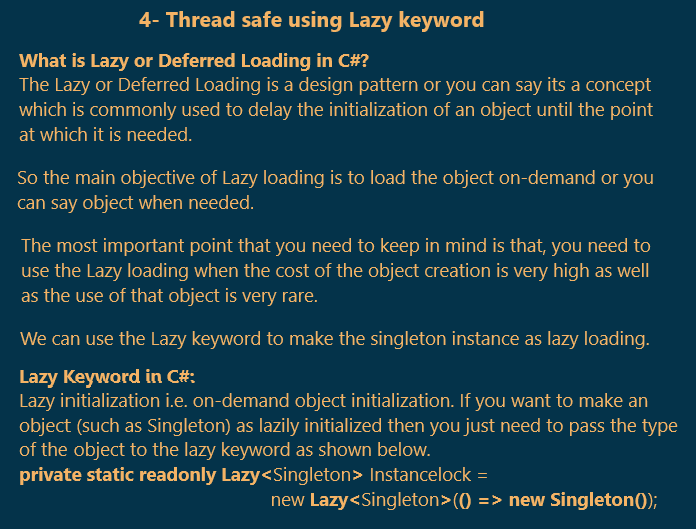 4- Thread safe using Lazy keyword
What is Lazy or Deferred Loading in C#?
The Lazy or Deferred Loading is a design pattern or you can say its a concept
which is commonly used to delay the initialization of an object until the point
at which it is needed.
So the main objective of Lazy loading is to load the object on-demand or you
can say object when needed.
The most important point that you need to keep in mind is that, you need to
use the Lazy loading when the cost of the object creation is very high as well
as the use of that object is very rare.
We can use the Lazy keyword to make the singleton instance as lazy loading.
Lazy Keyword in C#:
Lazy initialization i.e. on-demand object initialization. If you want to make an
object (such as Singleton) as lazily initialized then you just need to pass the type
of the object to the lazy keyword as shown below.
private static readonly Lazy<Singleton> Instancelock =
new Lazy<Singleton>(() => new Singleton());